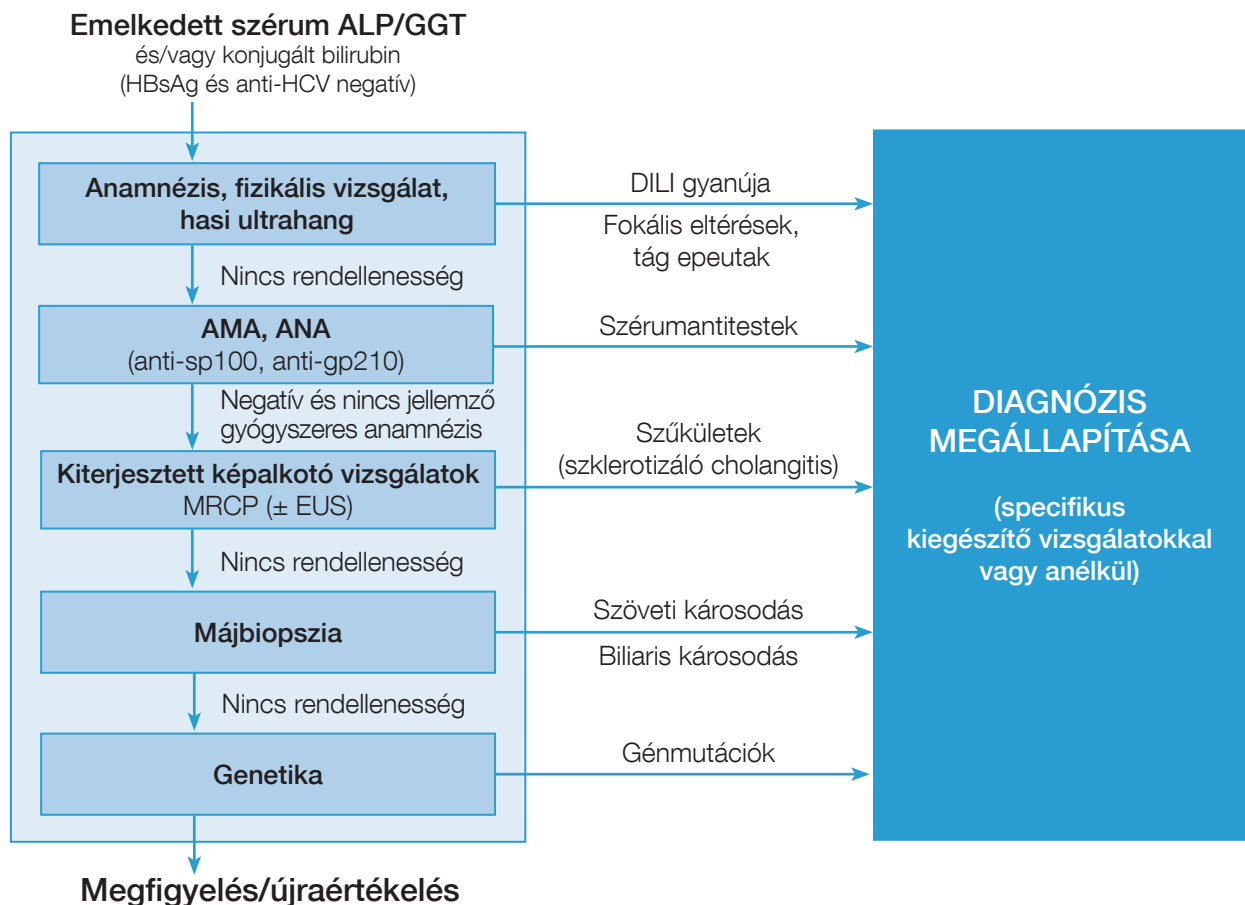 Emelkedett szérum ALP/GGT
és/vagy konjugált bilirubin
(HBsAg és anti-HCV negatív)
Anamnézis, fizikális vizsgálat,
hasi ultrahang
DILI gyanúja
Fokális eltérések,
tág epeutak
Nincs rendellenesség
AMA, ANA
(anti-sp100, anti-gp210)
Szérumantitestek
Negatív és nincs jellemző
gyógyszeres anamnézis
Kiterjesztett képalkotó vizsgálatok
MRCP (± EUS)
Szűkületek
(szklerotizáló cholangitis)
Nincs rendellenesség
Májbiopszia
Szöveti károsodás
Biliaris károsodás
Nincs rendellenesség
Genetika
Génmutációk
Megfigyelés/újraértékelés
DIAGNÓZIS
MEGÁLLAPÍTÁSA
(specifikus
kiegészítő vizsgálatokkal
vagy anélkül)